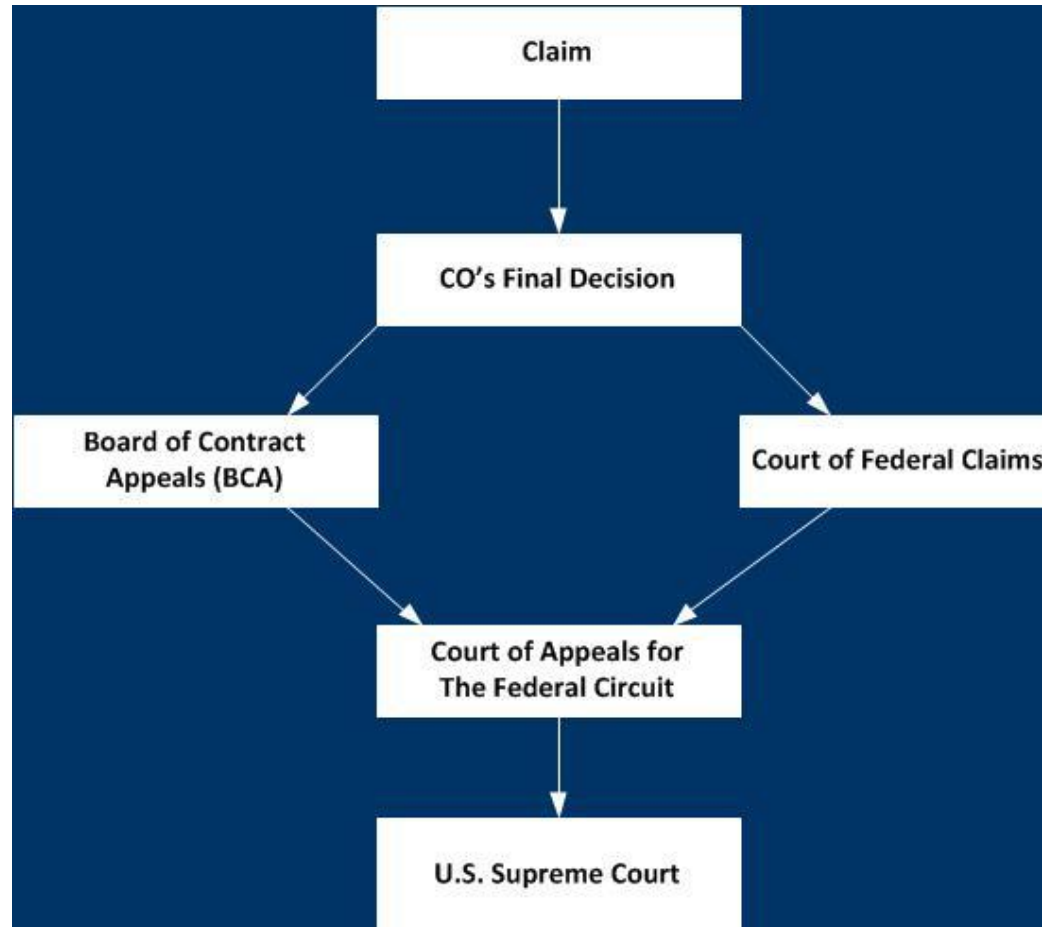 Claim
CO’s Final Decision
Board of Contract
Appeals (BCA)
Court of Federal Claims
Court of Appeals for
The Federal Circuit
U.S. Supreme Court